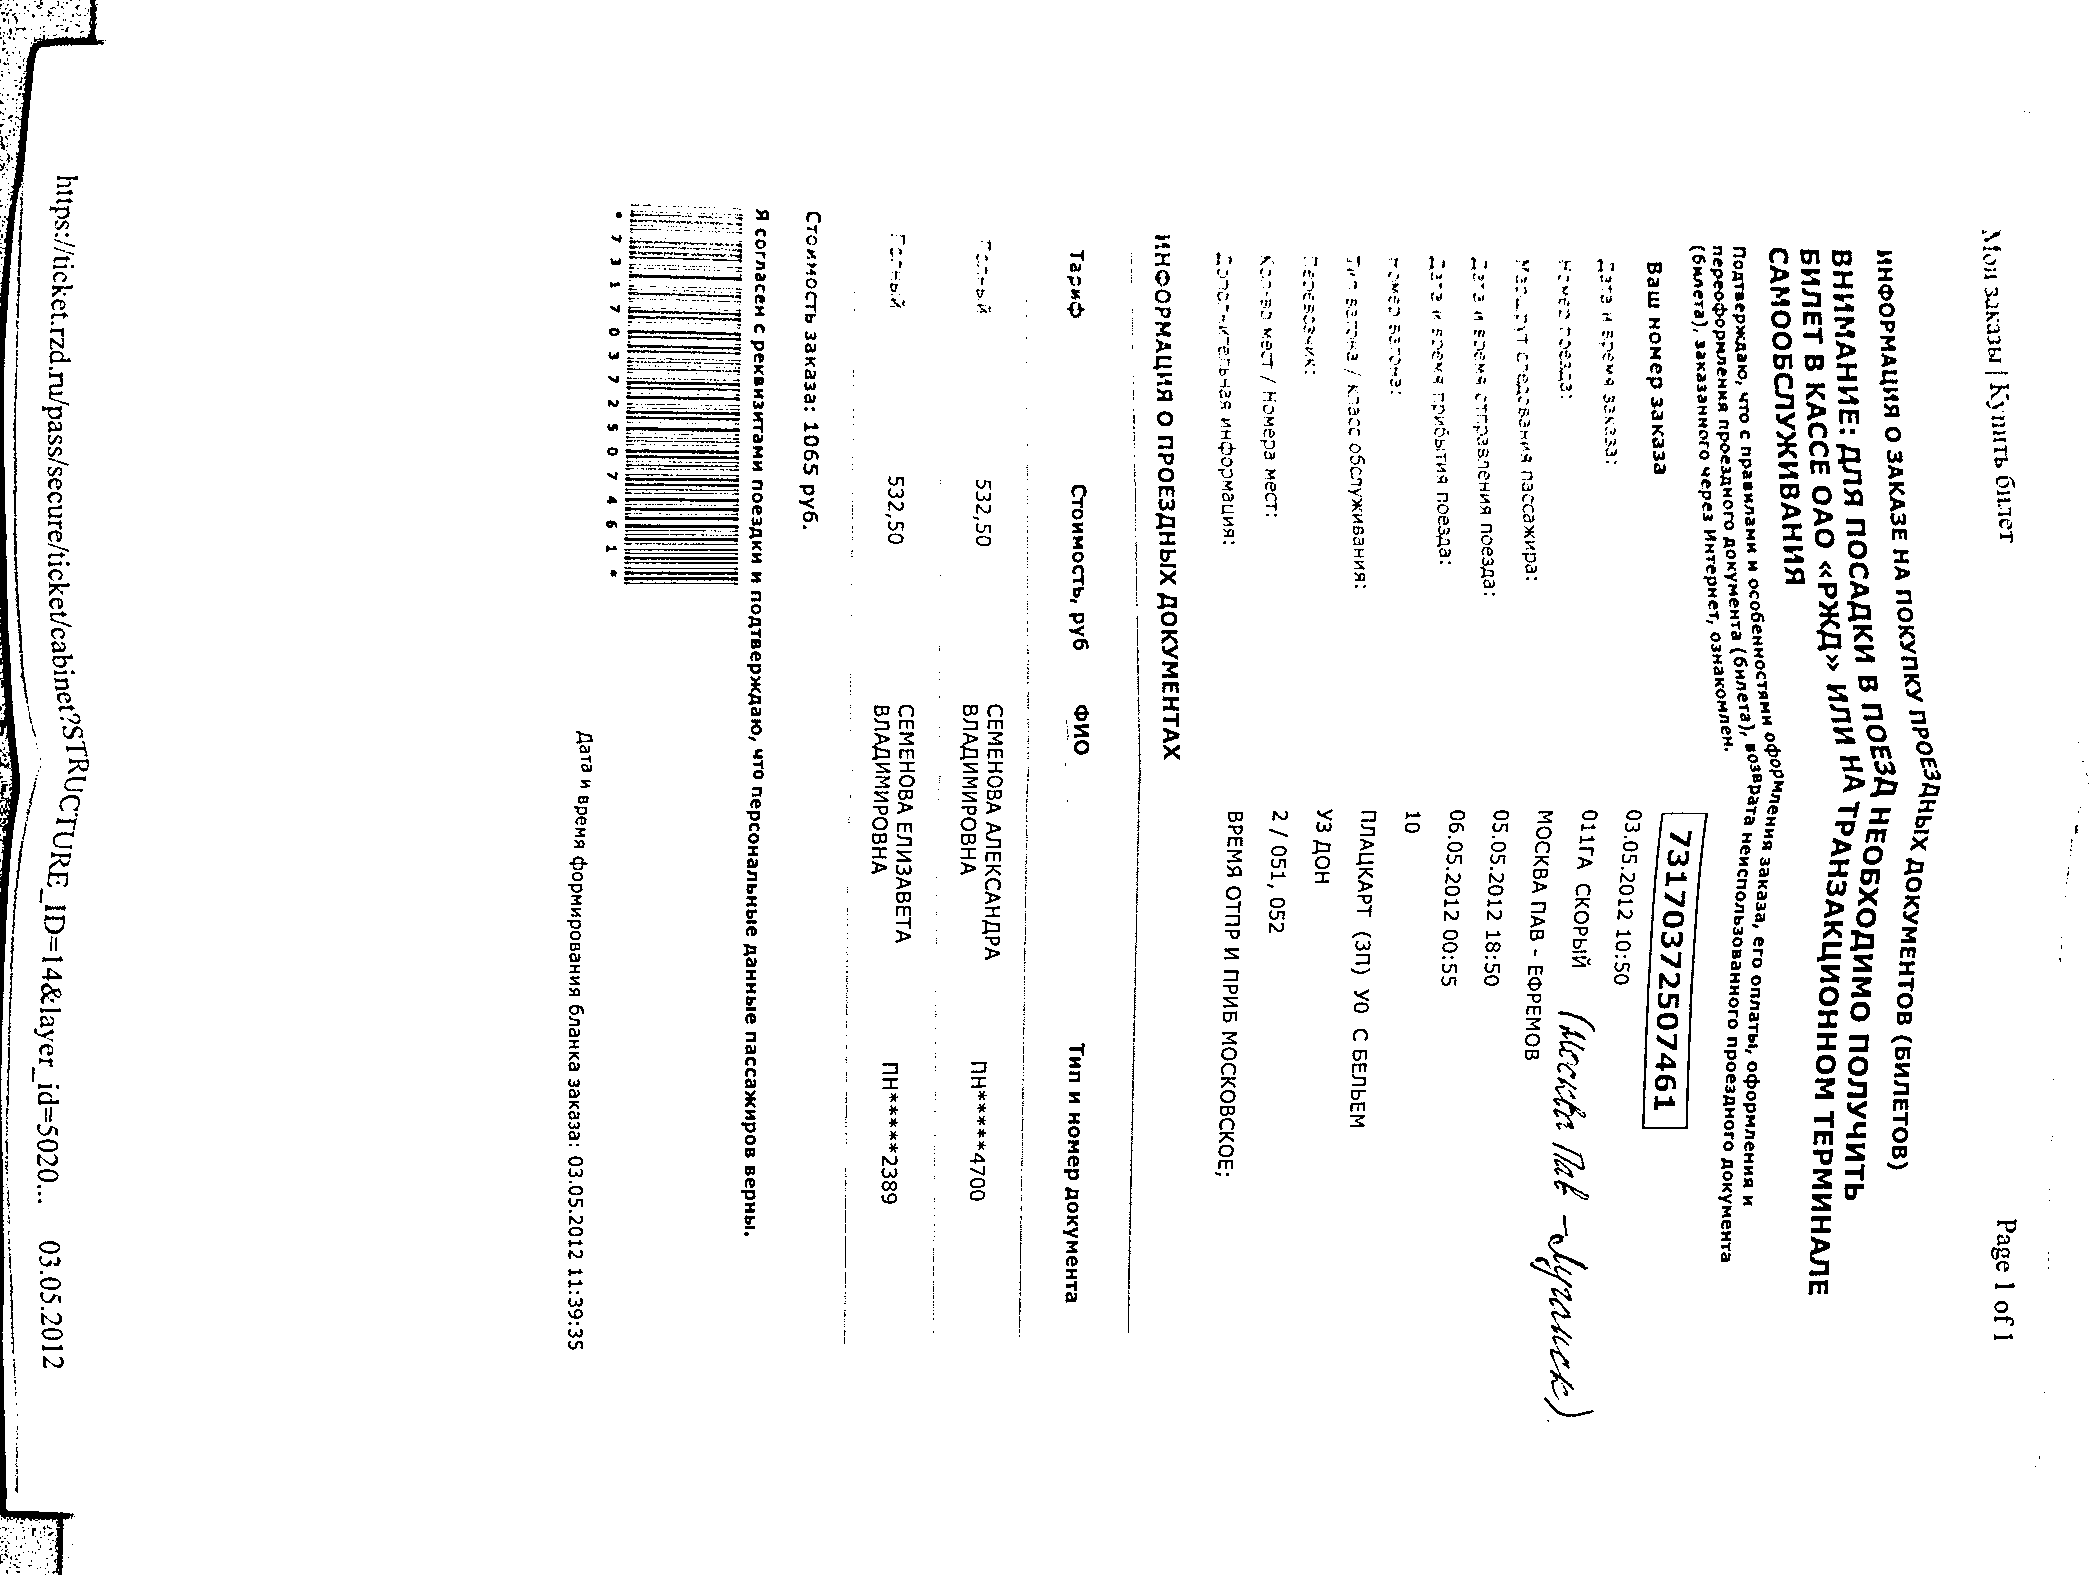 Мои заказы | Купить билет Page 1 of 1
ИНФОРМАЦИЯ О ЗАКАЗЕ НА ПОКУПКУ ПРОЕЗДНЫХ ДОКУМЕНТОВ (БИЛЕТОВ)
ВНИМАНИЕ: ДЛЯ ПОСАДКИ В ПОЕЗД НЕОБХОДИМО ПОЛУЧИТЬ
БИЛЕТ В КАССЕ ОАО «РЖД» ИЛИ НА ТРАНЗАКЦИОННОМ ТЕРМИНАЛЕ
САМООБСЛУЖИВАНИЯ
Подтверждаю, что с правилами и особенностями оформления заказа, его оплаты, оформления и
переоформления проездного документа (билета), возврата неиспользованного проездного документа
(билета), заказанного через Интернет, ознакомлен.
Ваш номер заказа 73170372507461
Дата и время заказа: 03.05.2012 10:50
Номер поезда: 011ГА СКОРЫЙ (Москва Пав - Луганск)
Маршрут следования пассажира: МОСКВА ПАВ - ЕФРЕМОВ
Дата и время отправления поезда: 05.05.2012 18:50
Дата и время прибытия поезда: 06.05.2012 00:55
Номер вагона: 10
Тип вагона / класс обслуживания: ПЛАЦКАРТ (3П) У0 С БЕЛЬЕМ
Перевозчик: УЗ ДОН
Кол-во мест / Номера мест: 2 / 051, 052
Дополнительная информация: ВРЕМЯ ОТПР И ПРИБ МОСКОВСКОЕ;
ИНФОРМАЦИЯ О ПРОЕЗДНЫХ ДОКУМЕНТАХ
Тариф Стоимость, руб ФИО Тип и номер документа
Полный 532,50 СЕМЕНОВА АЛЕКСАНДРА ПН*****4700
ВЛАДИМИРОВНА
Полный 532,50 СЕМЕНОВА ЕЛИЗАВЕТА ПН*****2389
ВЛАДИМИРОВНА
Стоимость заказа: 1065 руб.
Я согласен с реквизитами поездки и подтверждаю, что персональные данные пассажиров верны.
* 7 3 1 7 0 3 7 2 5 0 7 4 6 1 *
Дата и время формирования бланка заказа: 03.05.2012 11:39:35
https://ticket.rzd.ru/pass/secure/ticket/cabinet?STRUCTURE_ID=14&layer_id=5020... 03.05.2012